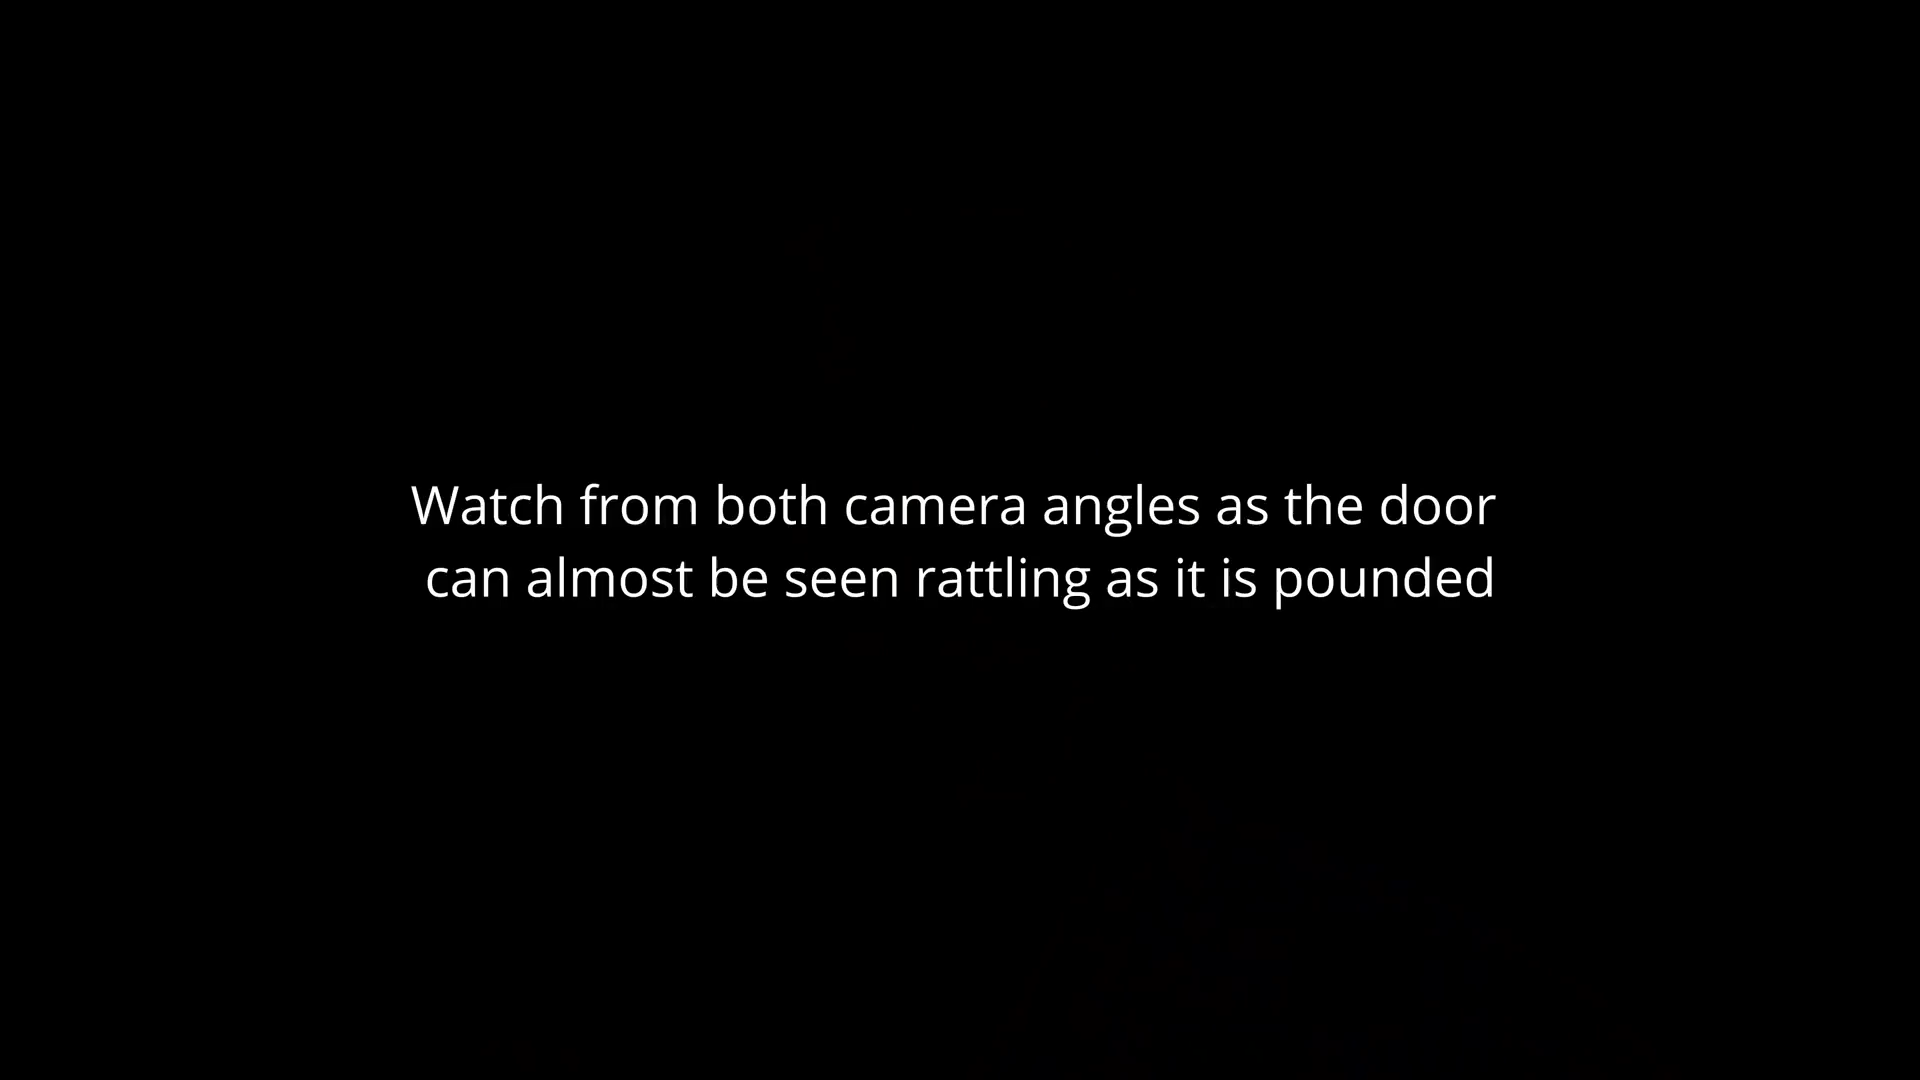 Watch from both camera angles as the door
can almost be seen rattling as it is pounded